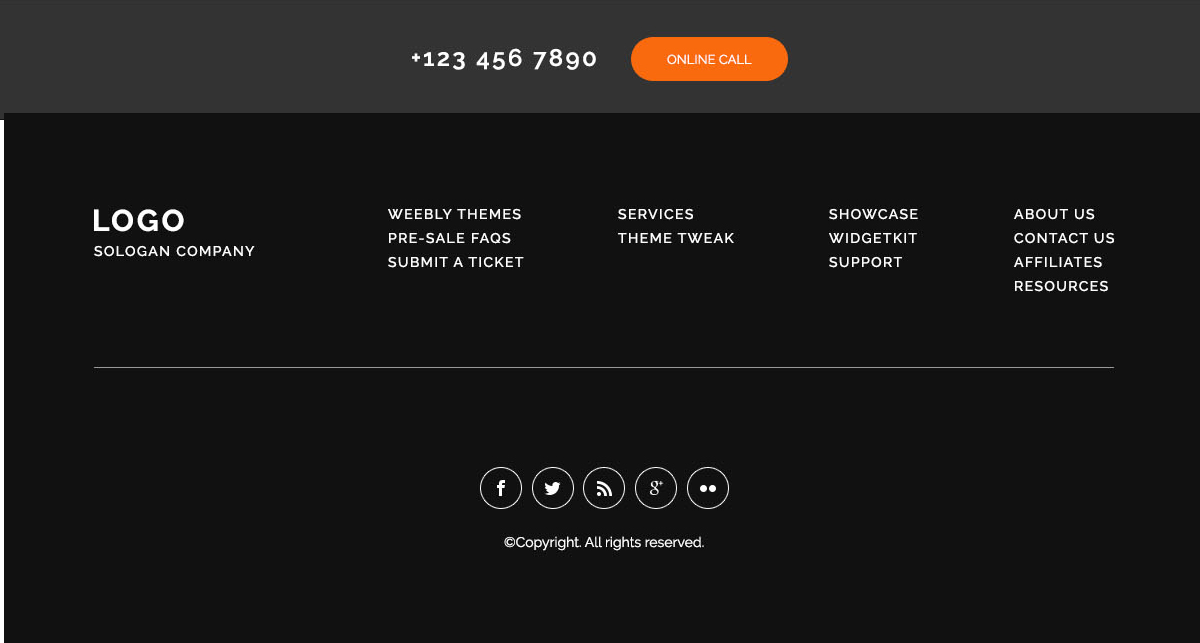 +123 456 7890
ONLINE CALL
LOGO
SOLOGAN COMPANY
WEEBLY THEMES
PRE-SALE FAQS
SUBMIT A TICKET
SERVICES
THEME TWEAK
SHOWCASE
WIDGETKIT
SUPPORT
ABOUT US
CONTACT US
AFFILIATES
RESOURCES
©Copyright. All rights reserved.